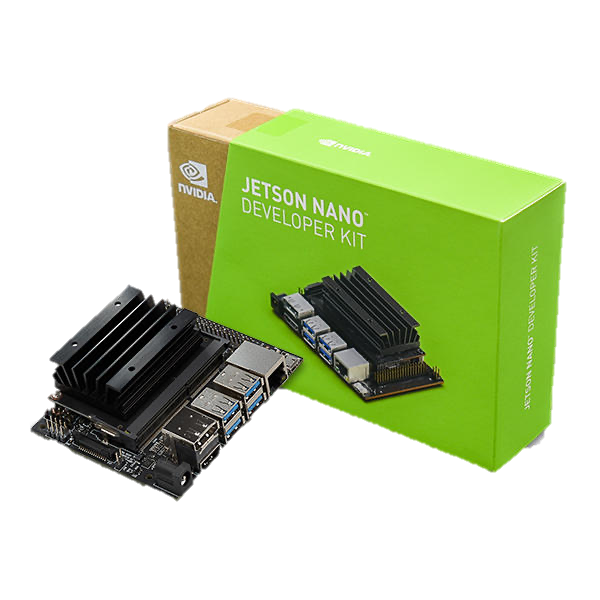 NVIDIA
NVIDIA.
JETSON NANO™
DEVELOPER KIT
JETSON NANO™ DEVELOPER KIT